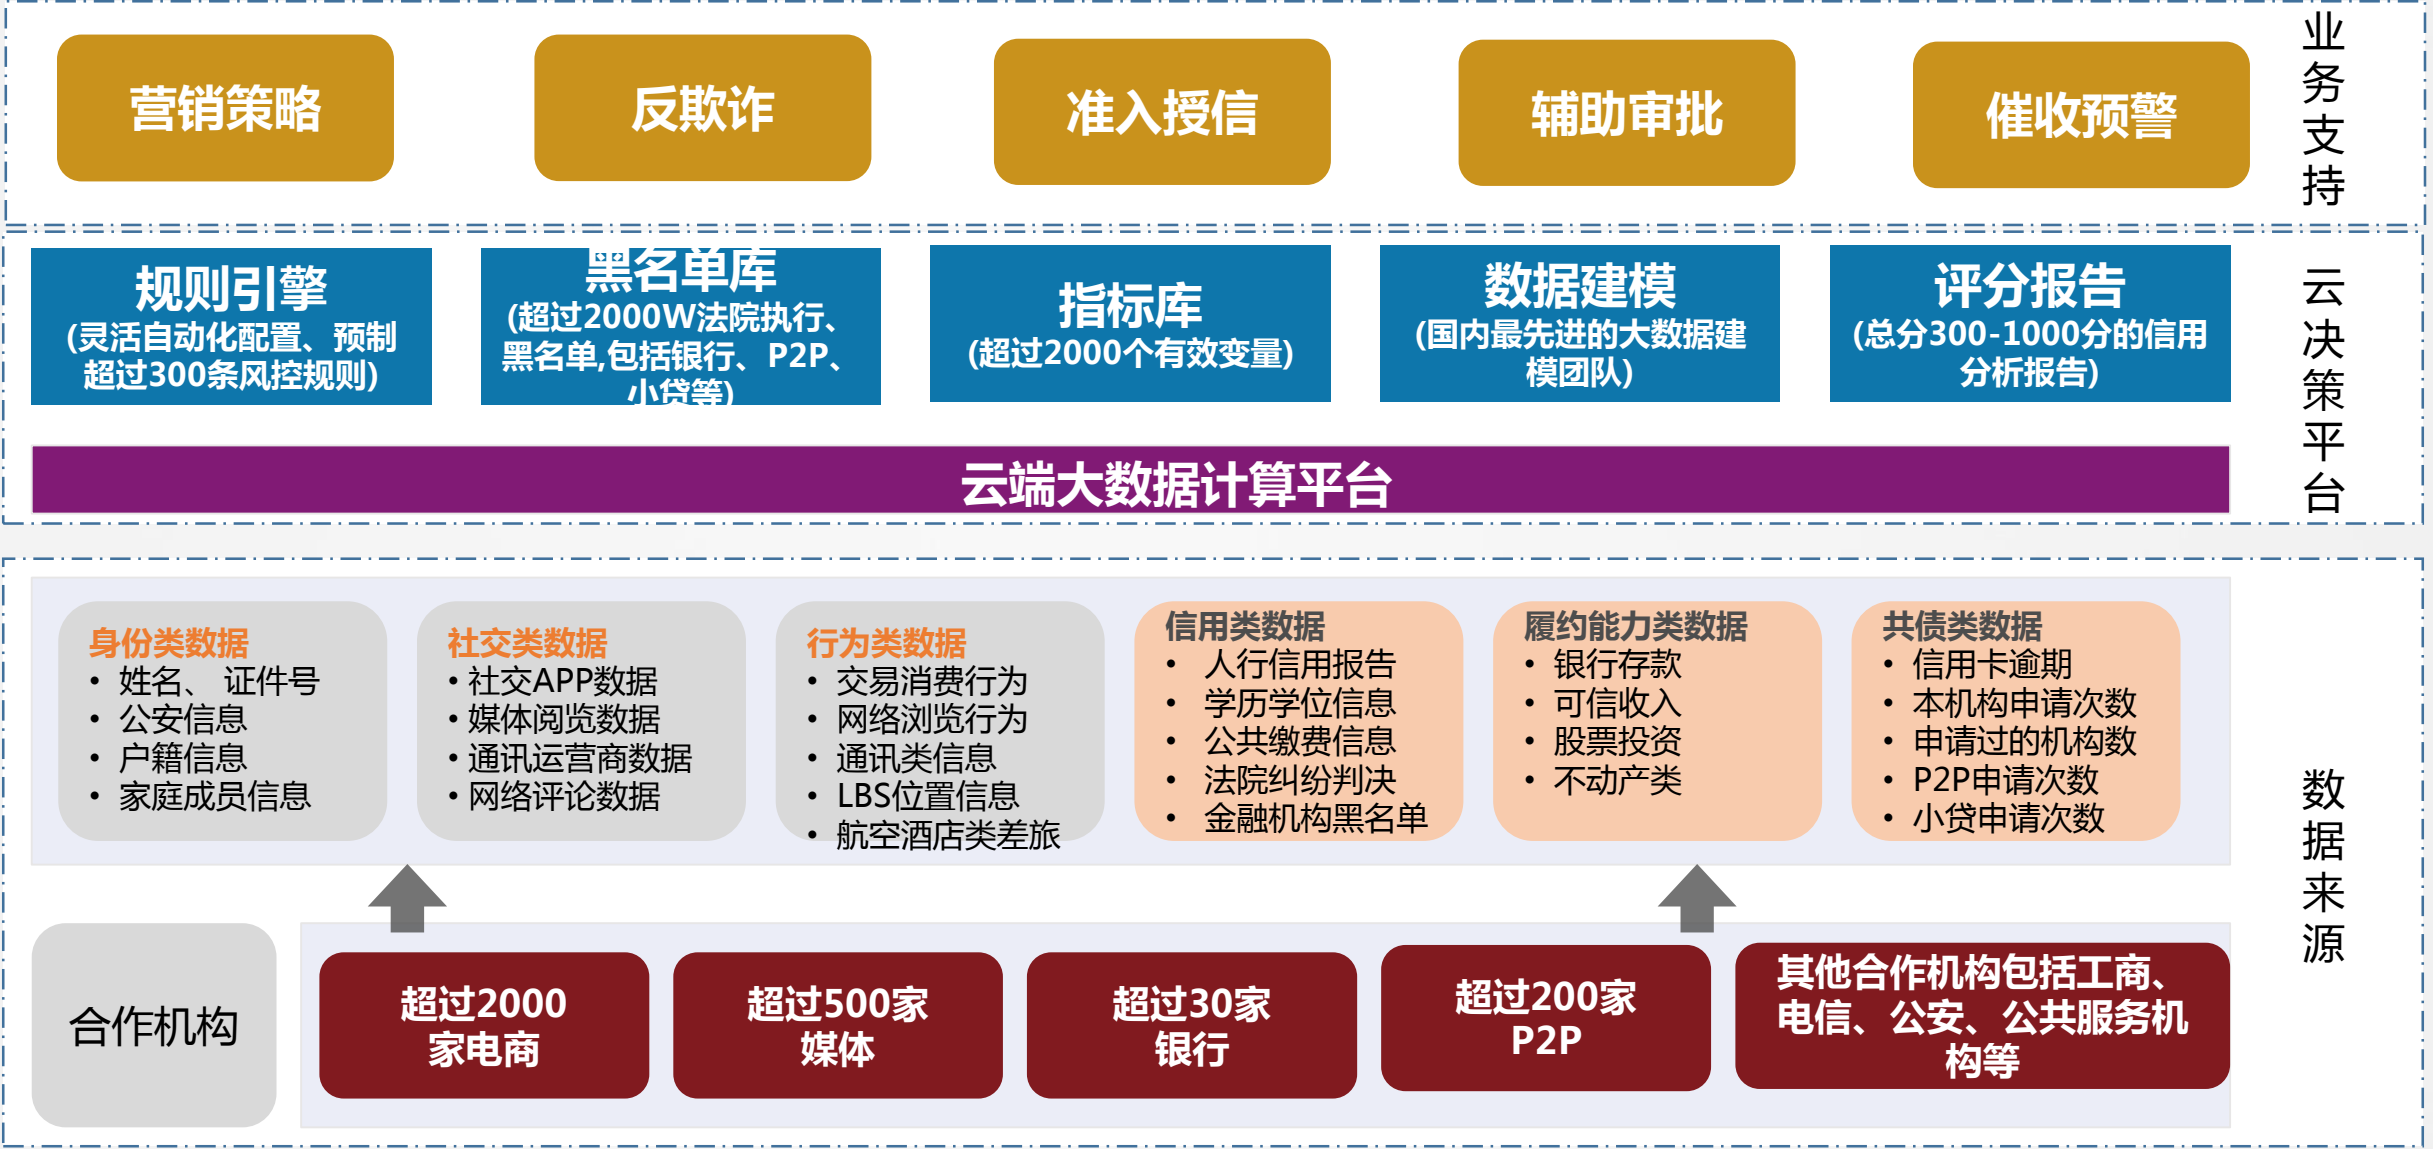 营销策略
反欺诈
准入授信
辅助审批
催收预警
业务支持
规则引擎
(灵活自动化配置、预制
超过300条风控规则)
黑名单库
(超过2000W法院执行、
黑名单,包括银行、P2P、
小贷等)
指标库
(超过2000个有效变量)
数据建模
(国内最先进的大数据建
模团队)
评分报告
(总分300-1000分的信用
分析报告)
云决策平台
云端大数据计算平台
身份类数据
• 姓名、 证件号
• 公安信息
• 户籍信息
• 家庭成员信息
社交类数据
• 社交APP数据
• 媒体阅览数据
• 通讯运营商数据
• 网络评论数据
行为类数据
• 交易消费行为
• 网络浏览行为
• 通讯类信息
• LBS位置信息
• 航空酒店类差旅
信用类数据
• 人行信用报告
• 学历学位信息
• 公共缴费信息
• 法院纠纷判决
• 金融机构黑名单
履约能力类数据
• 银行存款
• 可信收入
• 股票投资
• 不动产类
共债类数据
• 信用卡逾期
• 本机构申请次数
• 申请过的机构数
• P2P申请次数
• 小贷申请次数
数据来源
合作机构
超过2000
家电商
超过500家
媒体
超过30家
银行
超过200家
P2P
其他合作机构包括工商、
电信、公安、公共服务机
构等